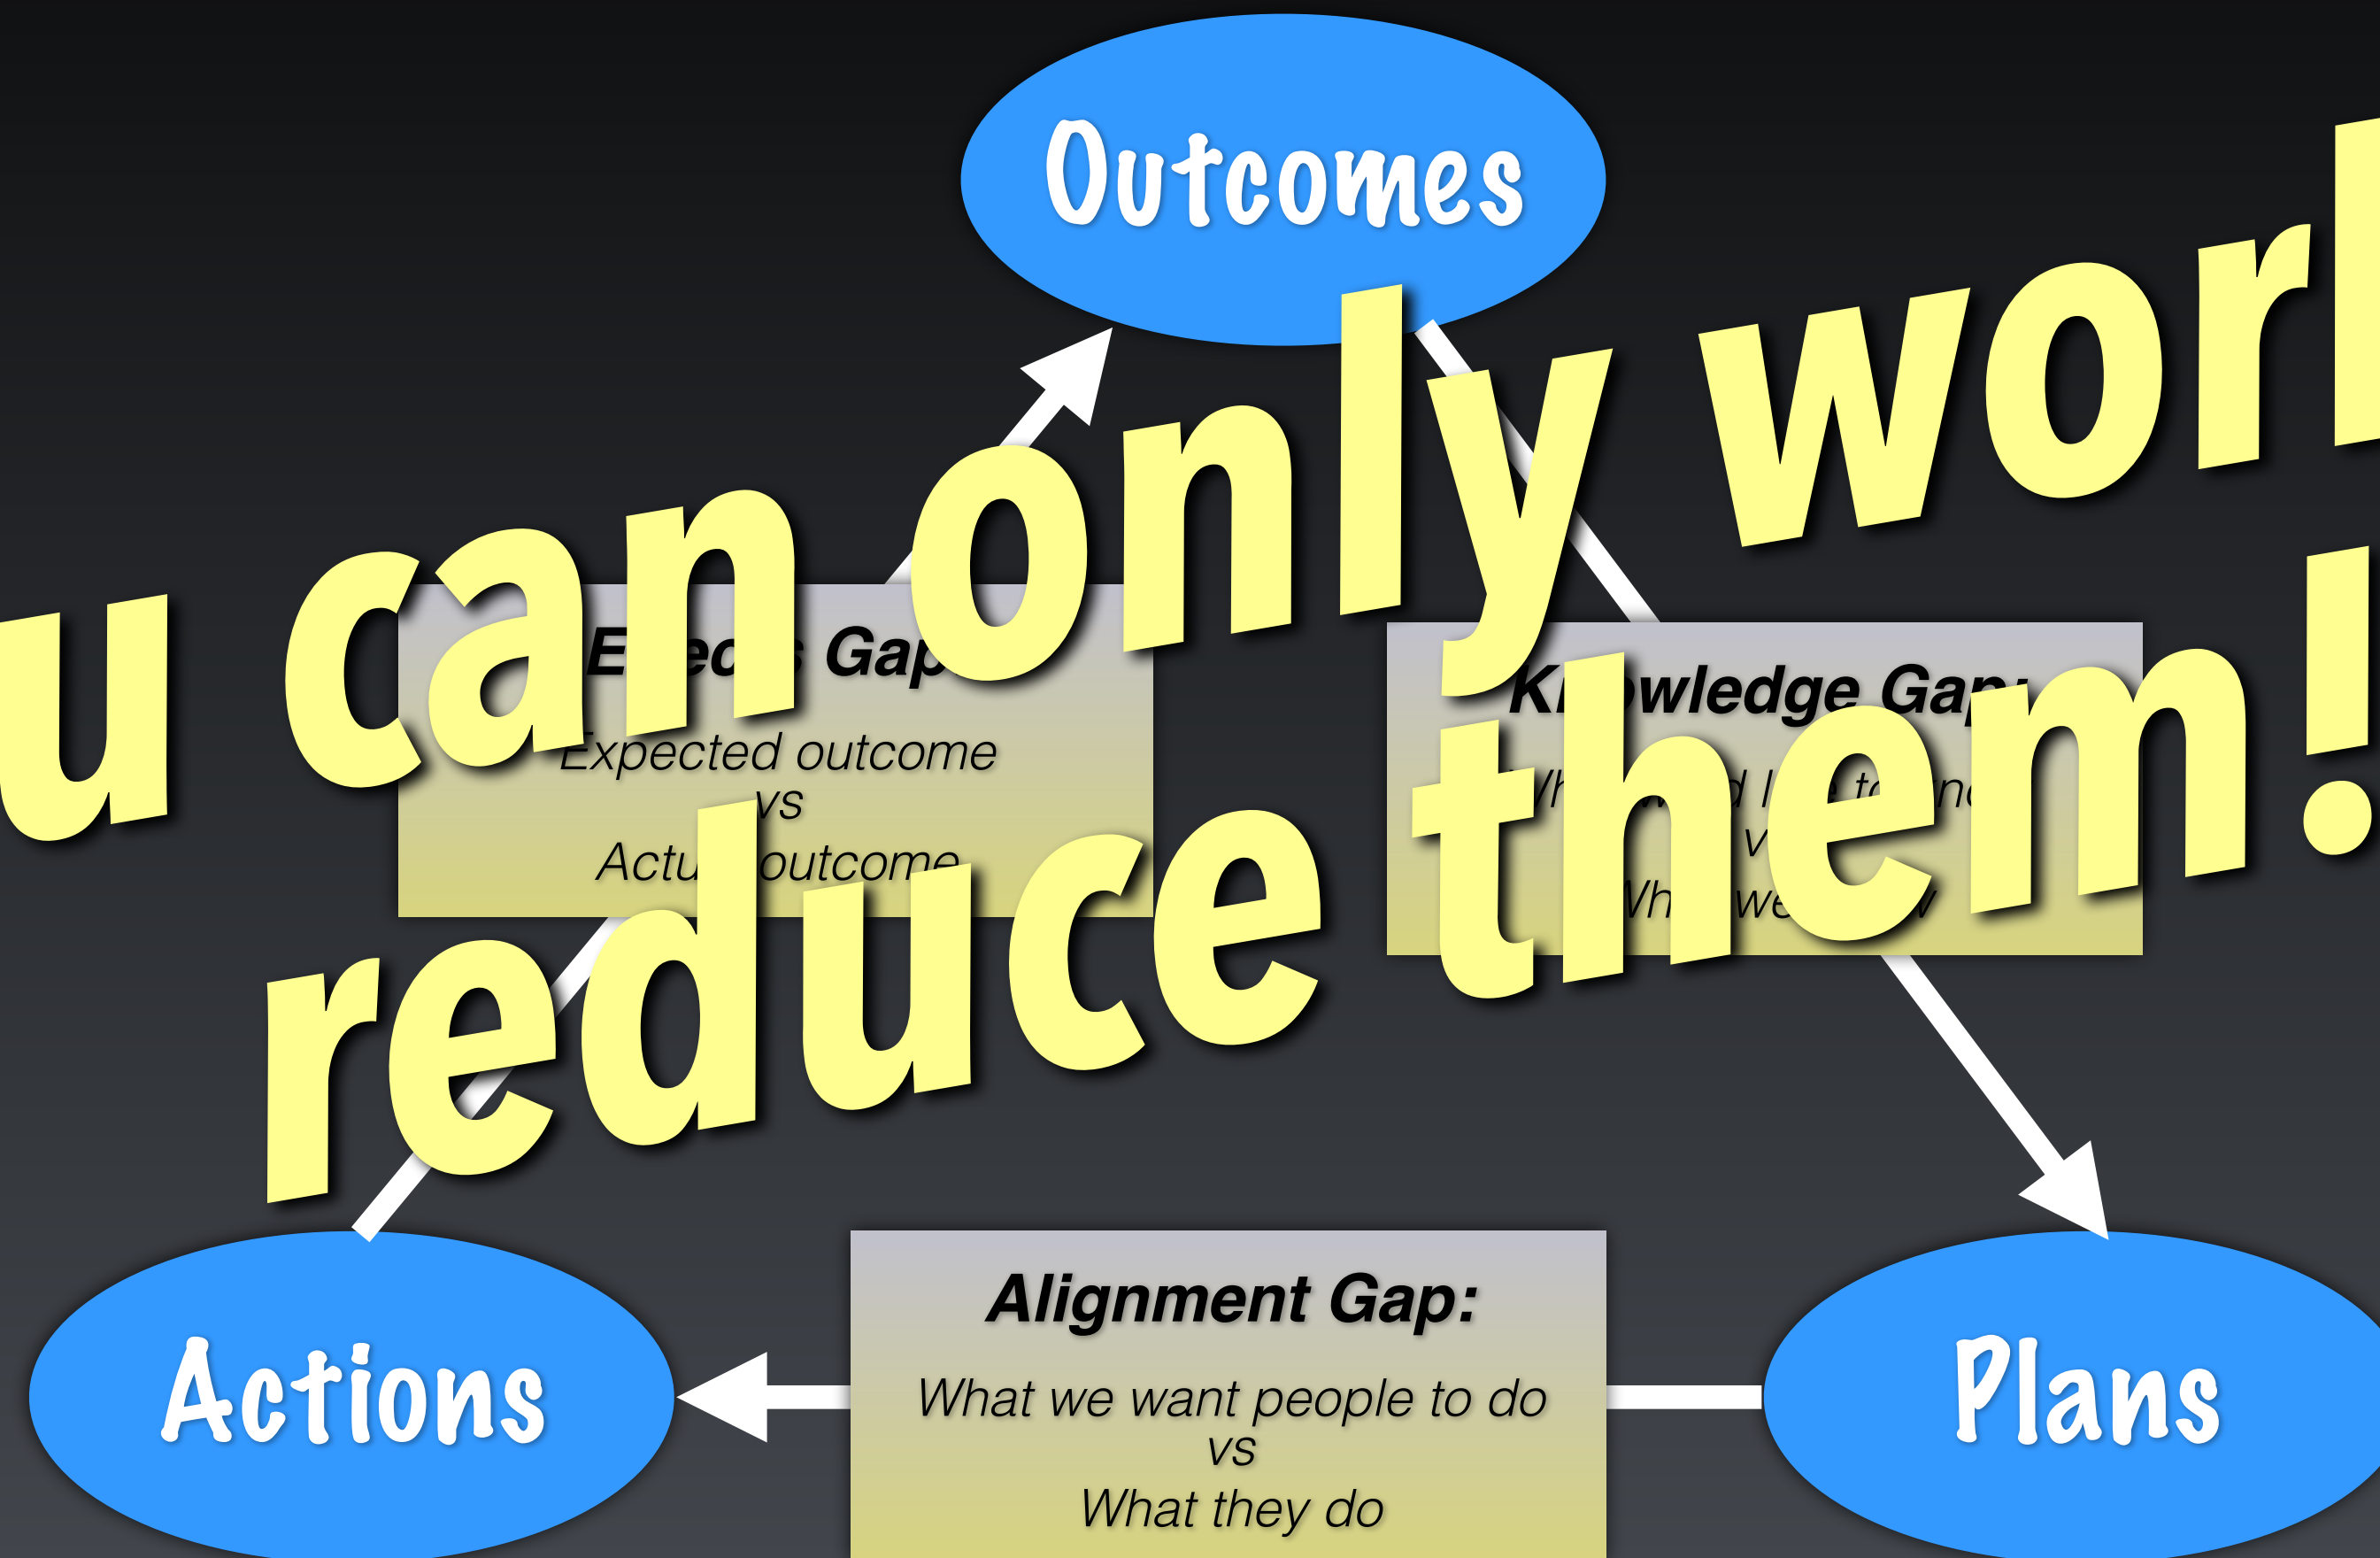 Outcomes
u can only work
reduce them!
Gap
Expected outcome
vs
outcome
Gap:
Alignment Gap:
What we want people to do
vs
What they do
Actions
Plans